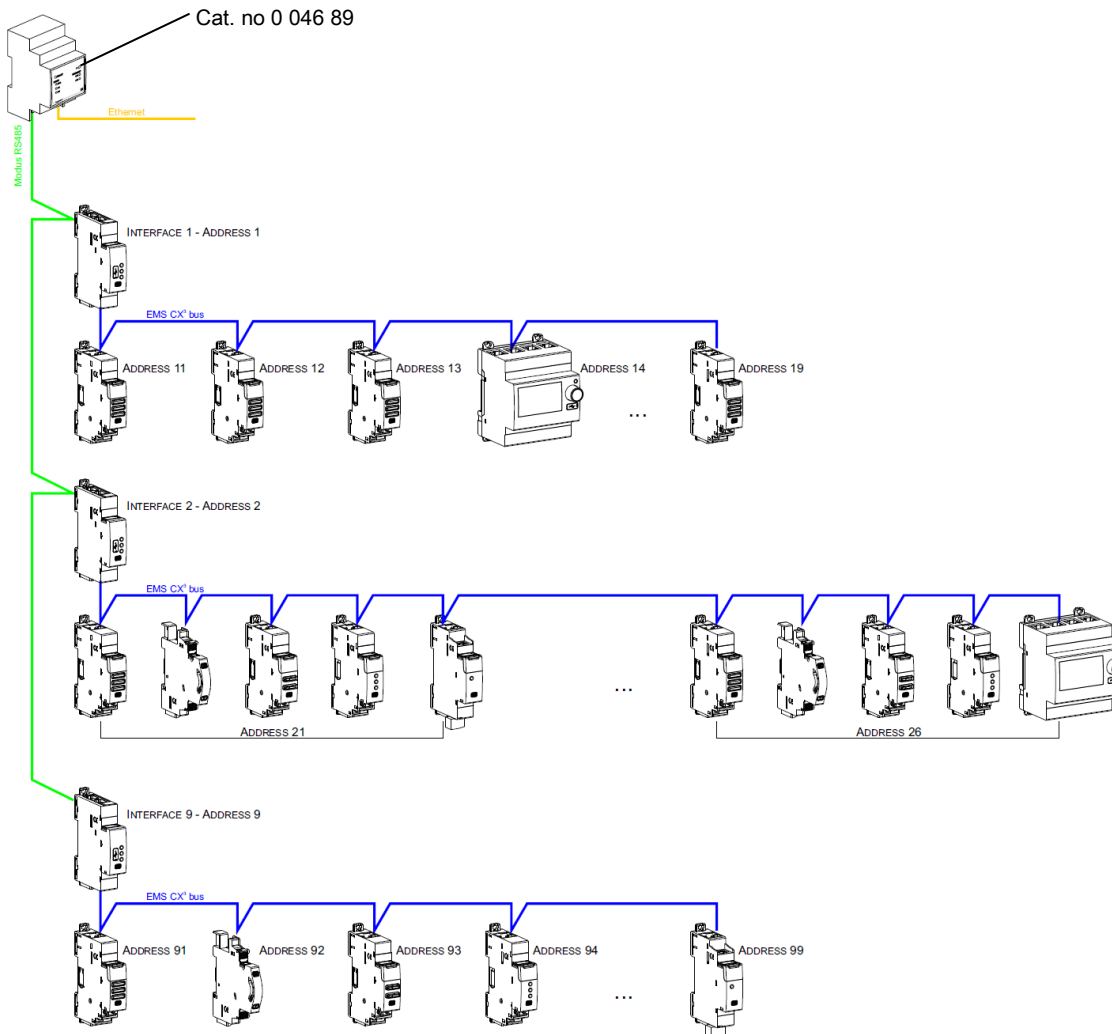 Cat. no 0 046 89
Ethernet
Modus RS485
INTERFACE 1 - ADDRESS 1
EMS CX³ bus
ADDRESS 11
ADDRESS 12
ADDRESS 13
ADDRESS 14
ADDRESS 19
...
INTERFACE 2 - ADDRESS 2
EMS CX³ bus
...
ADDRESS 21
ADDRESS 26
INTERFACE 9 - ADDRESS 9
EMS CX³ bus
ADDRESS 91
ADDRESS 92
ADDRESS 93
ADDRESS 94
ADDRESS 99
...